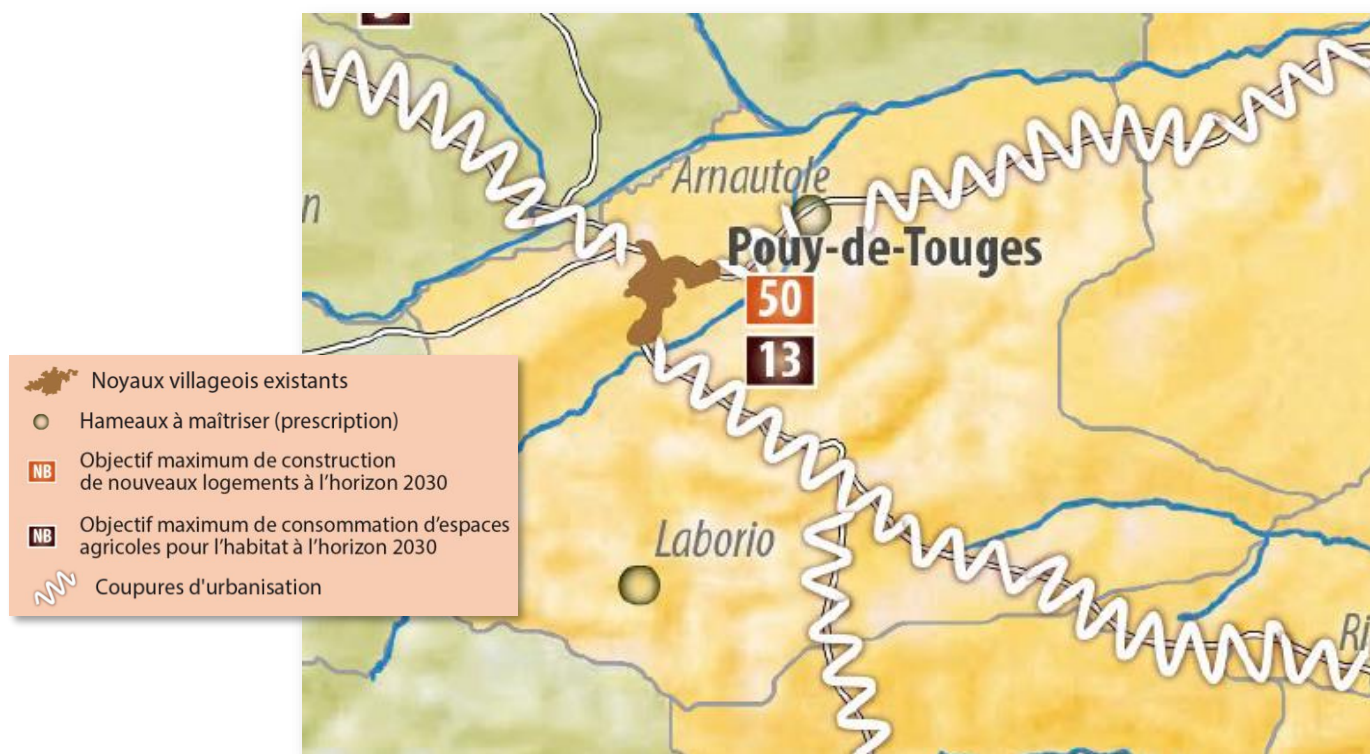 Arnautole
Pouy-de-Touges
50
13
Laborio
Noyaux villageois existants
Hameaux à maîtriser (prescription)
NB Objectif maximum de construction
de nouveaux logements à l'horizon 2030
NB Objectif maximum de consommation d'espaces
agricoles pour l'habitat à l'horizon 2030
Coupures d'urbanisation